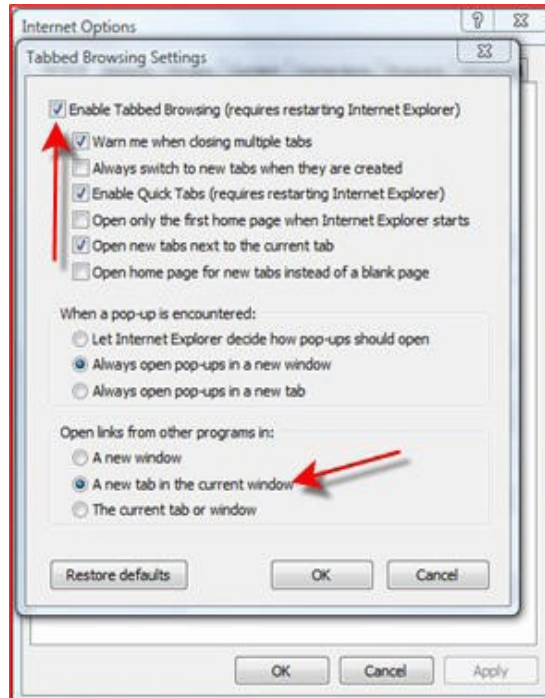 Internet Options
Tabbed Browsing Settings
Enable Tabbed Browsing (requires restarting Internet Explorer)
Warn me when closing multiple tabs
Always switch to new tabs when they are created
Enable Quick Tabs (requires restarting Internet Explorer)
Open only the first home page when Internet Explorer starts
Open new tabs next to the current tab
Open home page for new tabs instead of a blank page
When a pop-up is encountered:
Let Internet Explorer decide how pop-ups should open
Always open pop-ups in a new window
Always open pop-ups in a new tab
Open links from other programs in:
A new window
A new tab in the current window
The current tab or window
Restore defaults OK Cancel
OK Cancel Apply